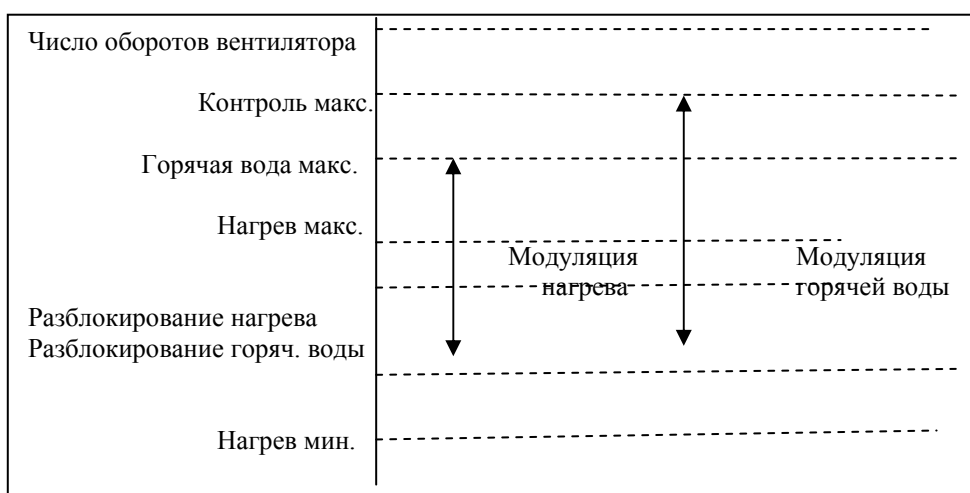 Число оборотов вентилятора
Контроль макс.
Горячая вода макс.
Нагрев макс.
Модуляция
нагрева
Модуляция
горячей воды
Разблокирование нагрева
Разблокирование горяч. воды
Нагрев мин.